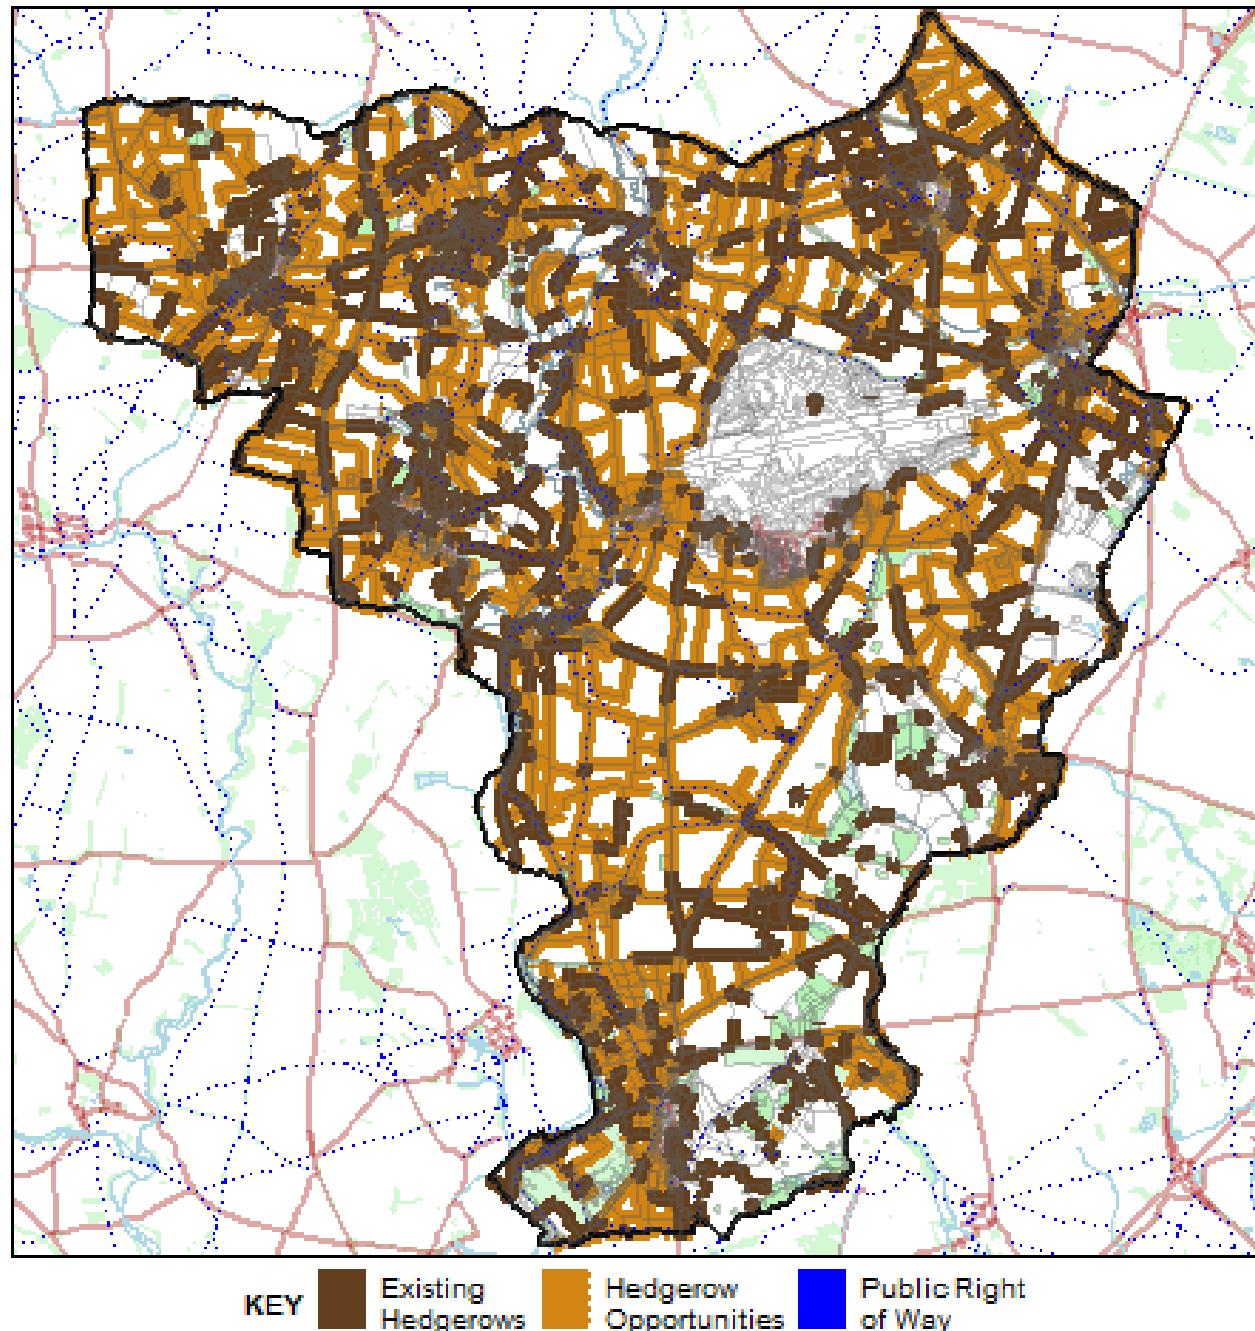 KEY
Existing
Hedgerows
Hedgerow
Opportunities
Public Right
of Way